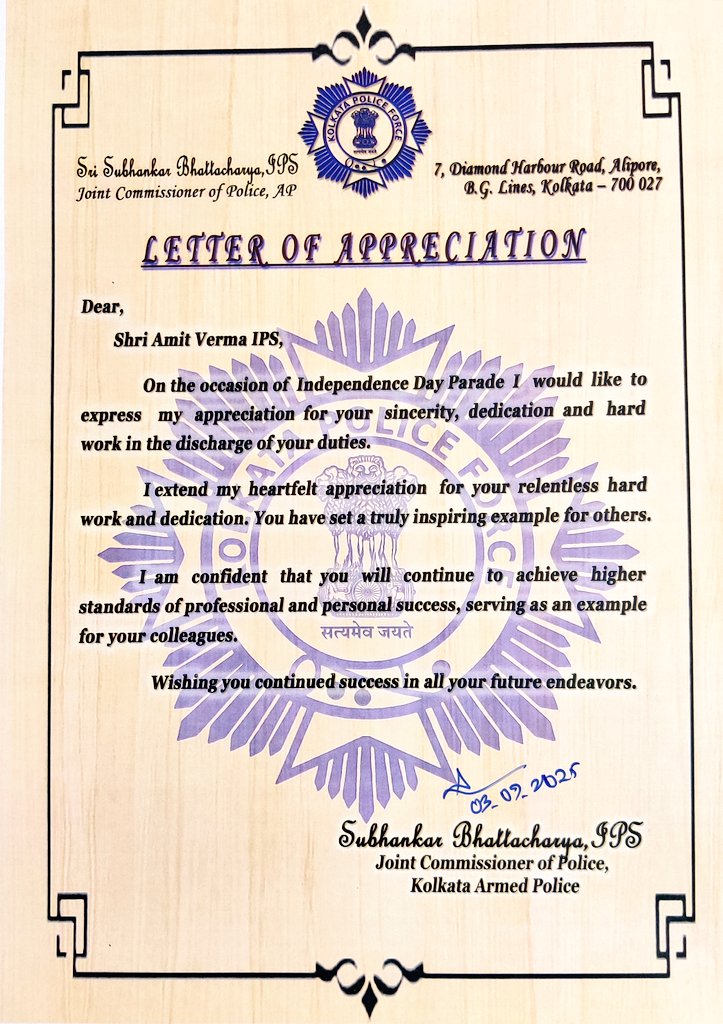 KOLKATA POLICE FORCE
सत्यमेव जयते
Sri Subhankar Bhattacharya,IPS
Joint Commissioner of Police, AP
7, Diamond Harbour Road, Alipore,
B.G. Lines, Kolkata – 700 027
LETTER OF APPRECIATION
Dear,
Shri Amit Verma IPS,
On the occasion of Independence Day Parade I would like to
express my appreciation for your sincerity, dedication and hard
work in the discharge of your duties.
I extend my heartfelt appreciation for your relentless hard
work and dedication. You have set a truly inspiring example for others.
I am confident that you will continue to achieve higher
standards of professional and personal success, serving as an example
for your colleagues.
Wishing you continued success in all your future endeavors.
KOLKATA POLICE FORCE
सत्यमेव जयते
03-09-2025
Subhankar Bhattacharya,IPS
Joint Commissioner of Police,
Kolkata Armed Police